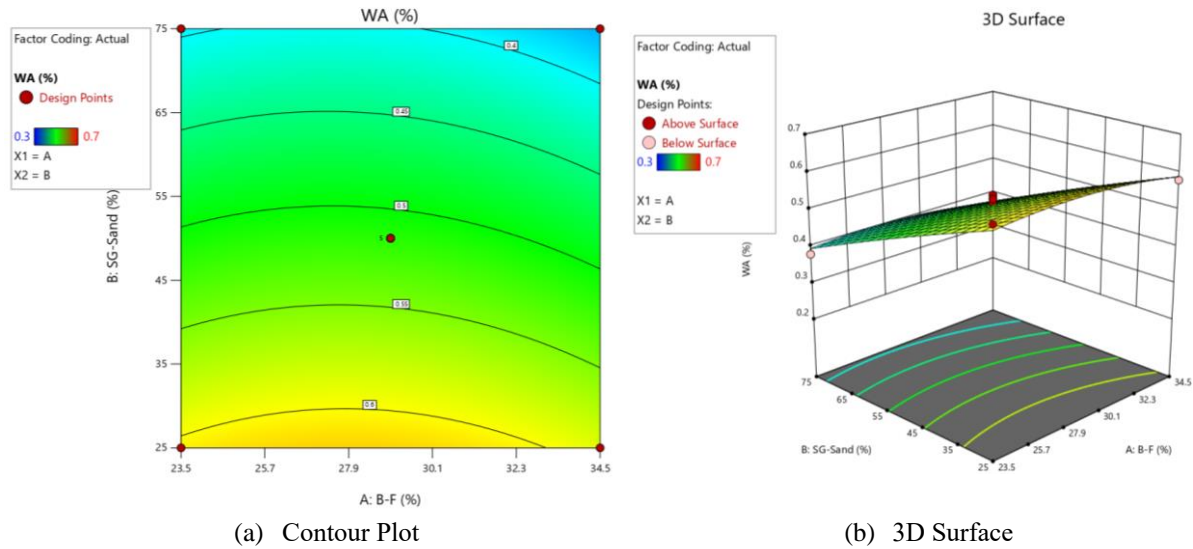 WA (%)
Factor Coding: Actual
WA (%)
Design Points
0.3 0.7
X1 = A
X2 = B
B: SG-Sand (%)
75
65
55
45
35
25
0.4
0.45
0.5
5
0.55
0.6
23.5 25.7 27.9 30.1 32.3 34.5
A: B-F (%)
(a) Contour Plot
3D Surface
Factor Coding: Actual
WA (%)
Design Points:
Above Surface
Below Surface
0.3 0.7
X1 = A
X2 = B
WA (%)
0.7
0.6
0.5
0.4
0.3
0.2
75
65
55
45
35
25
B: SG-Sand (%)
23.5
25.7
27.9
30.1
32.3
34.5
A: B-F (%)
(b) 3D Surface